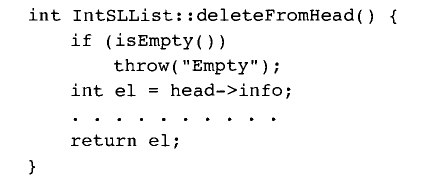 int IntSLList::deleteFromHead() {
    if (isEmpty())
        throw("Empty");
    int el = head->info;
    . . . . . . . . . .
    return el;
}